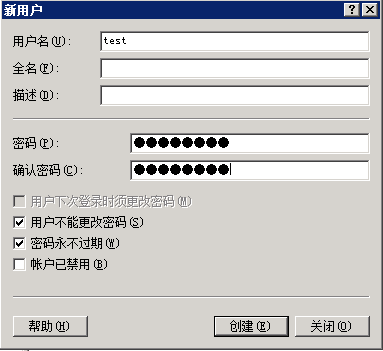 新用户
用户名(U): test
全名(F):
描述(D):
密码(P): ●●●●●●●●
确认密码(C): ●●●●●●●●
用户下次登录时须更改密码(M)
用户不能更改密码(S)
密码永不过期(W)
帐户已禁用(B)
帮助(H) 创建(E) 关闭(O)